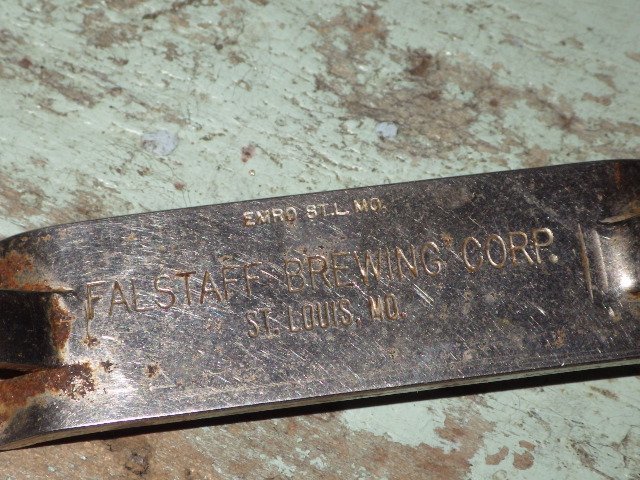 EMRO ST.L. MO.
FALSTAFF BREWING CORP.
ST. LOUIS, MO.